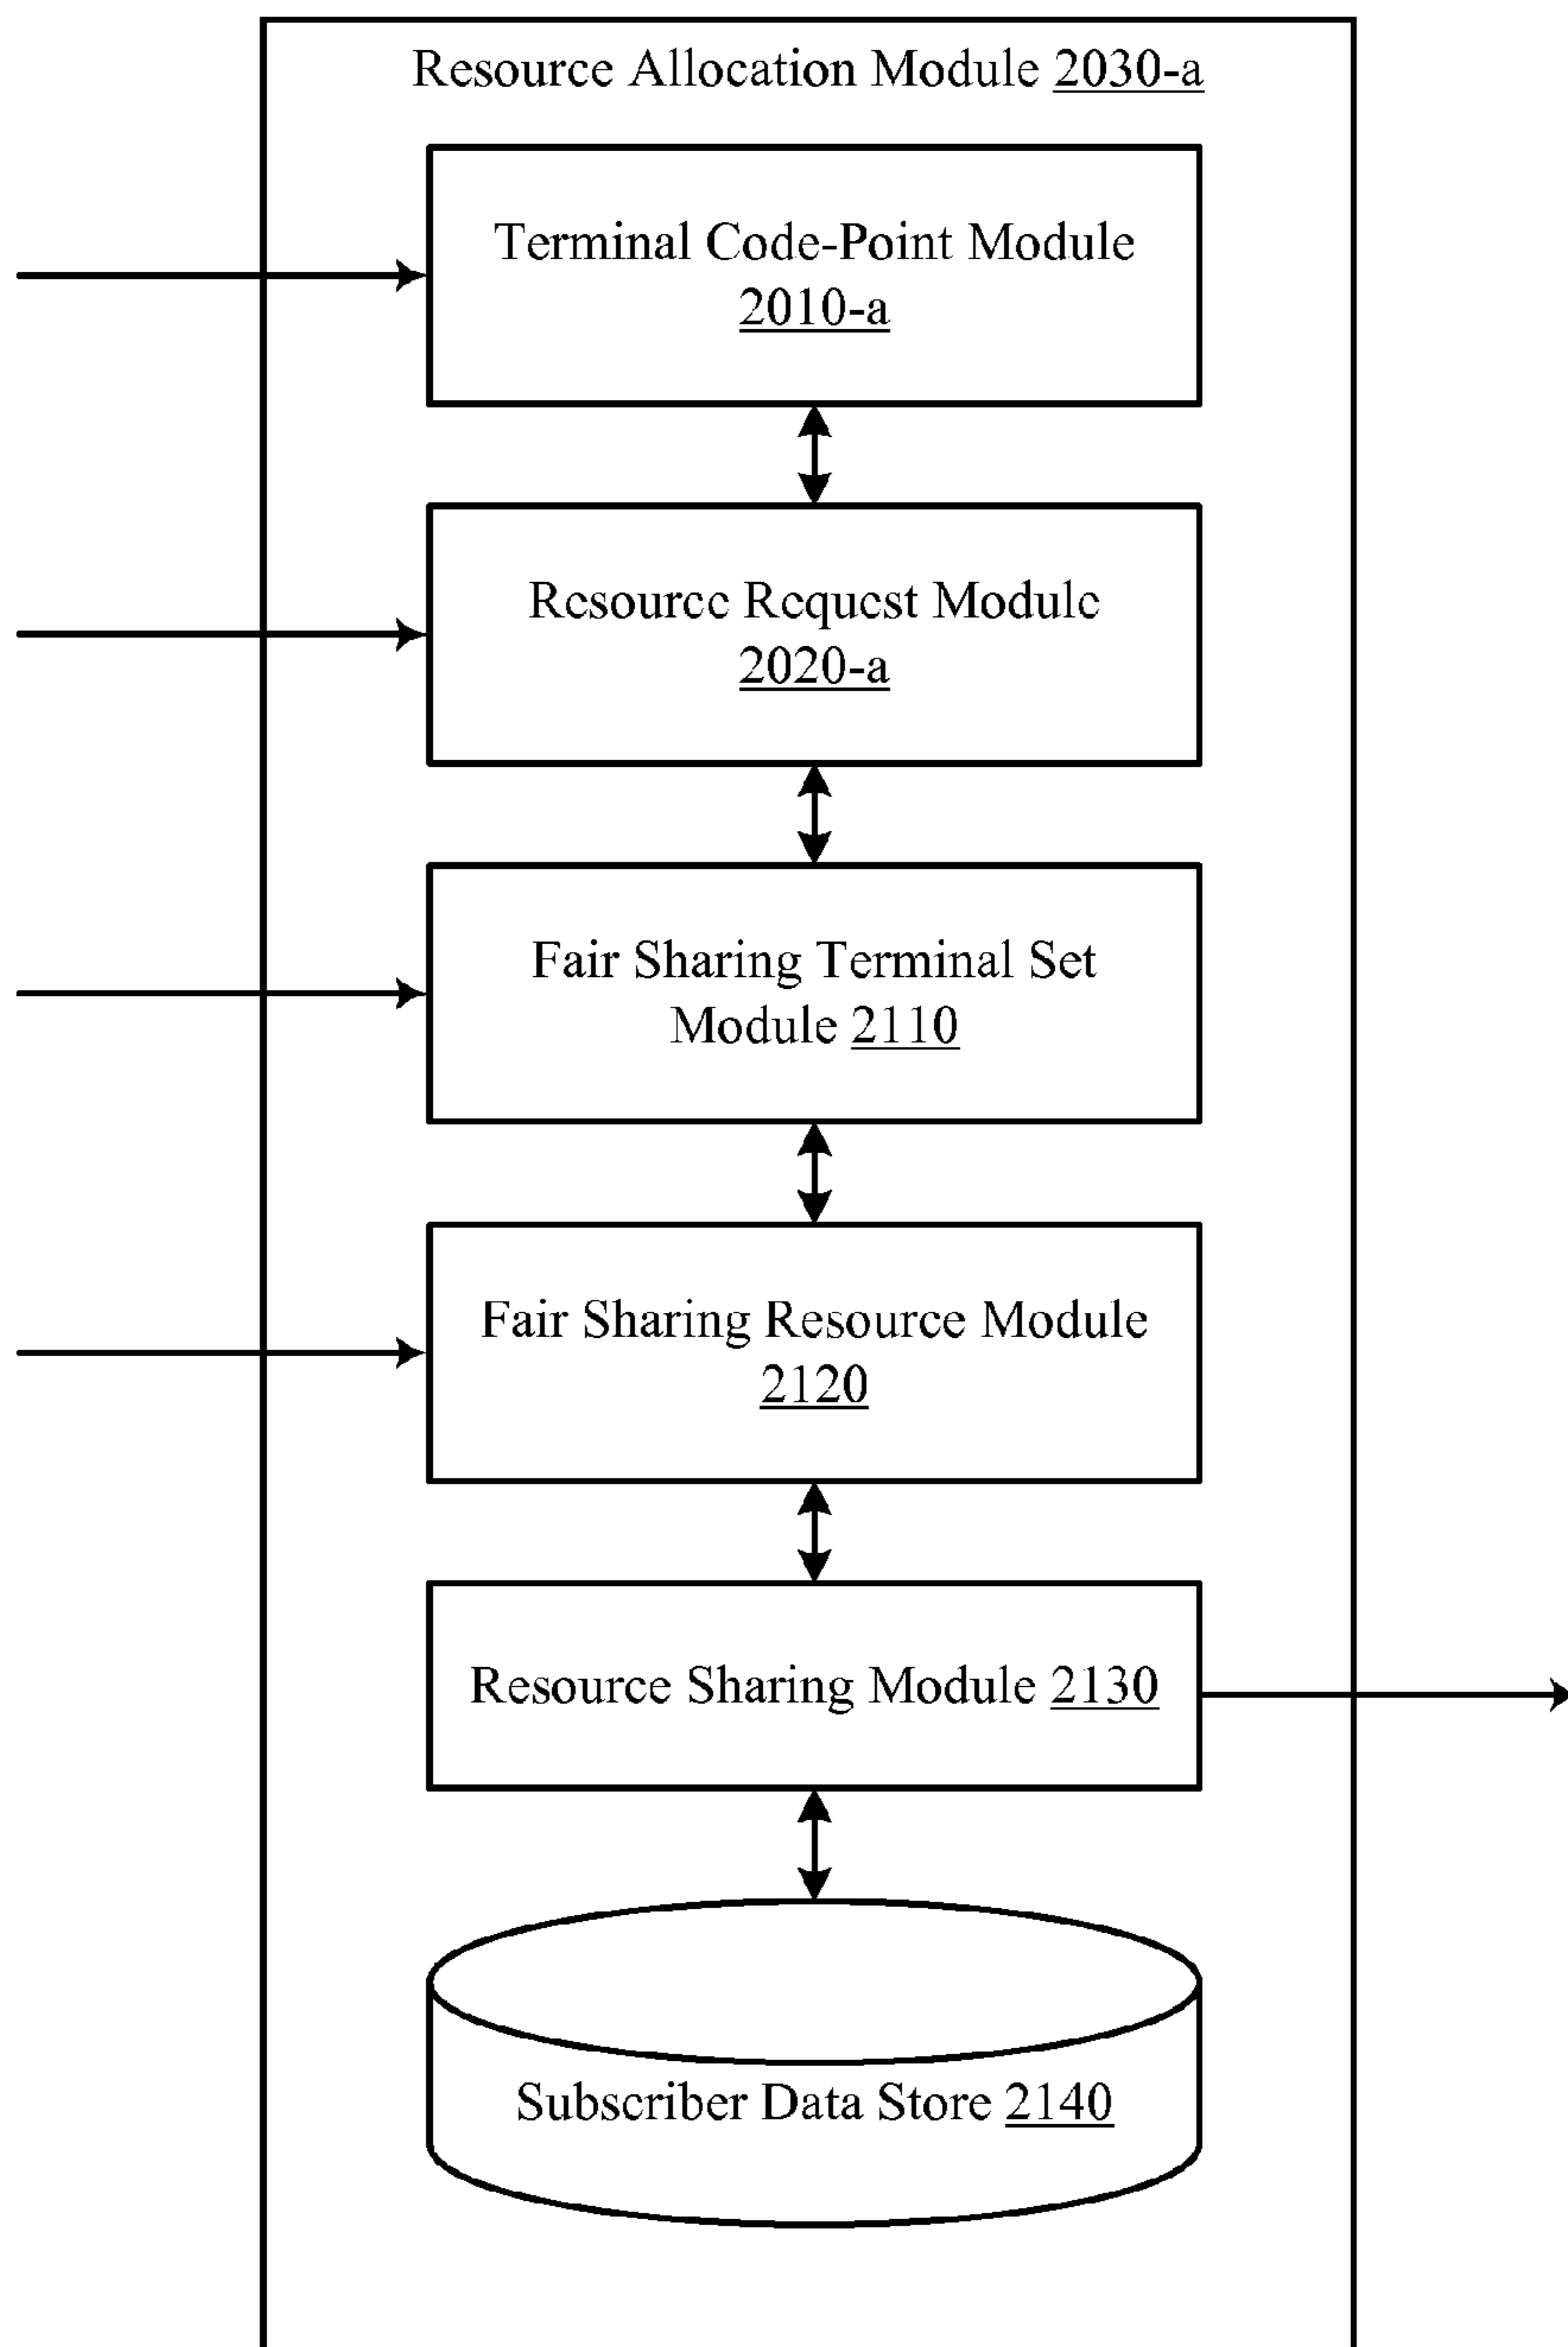 Resource Allocation Module 2030-a
Terminal Code-Point Module
2010-a
Resource Request Module
2020-a
Fair Sharing Terminal Set
Module 2110
Fair Sharing Resource Module
2120
Resource Sharing Module 2130
Subscriber Data Store 2140